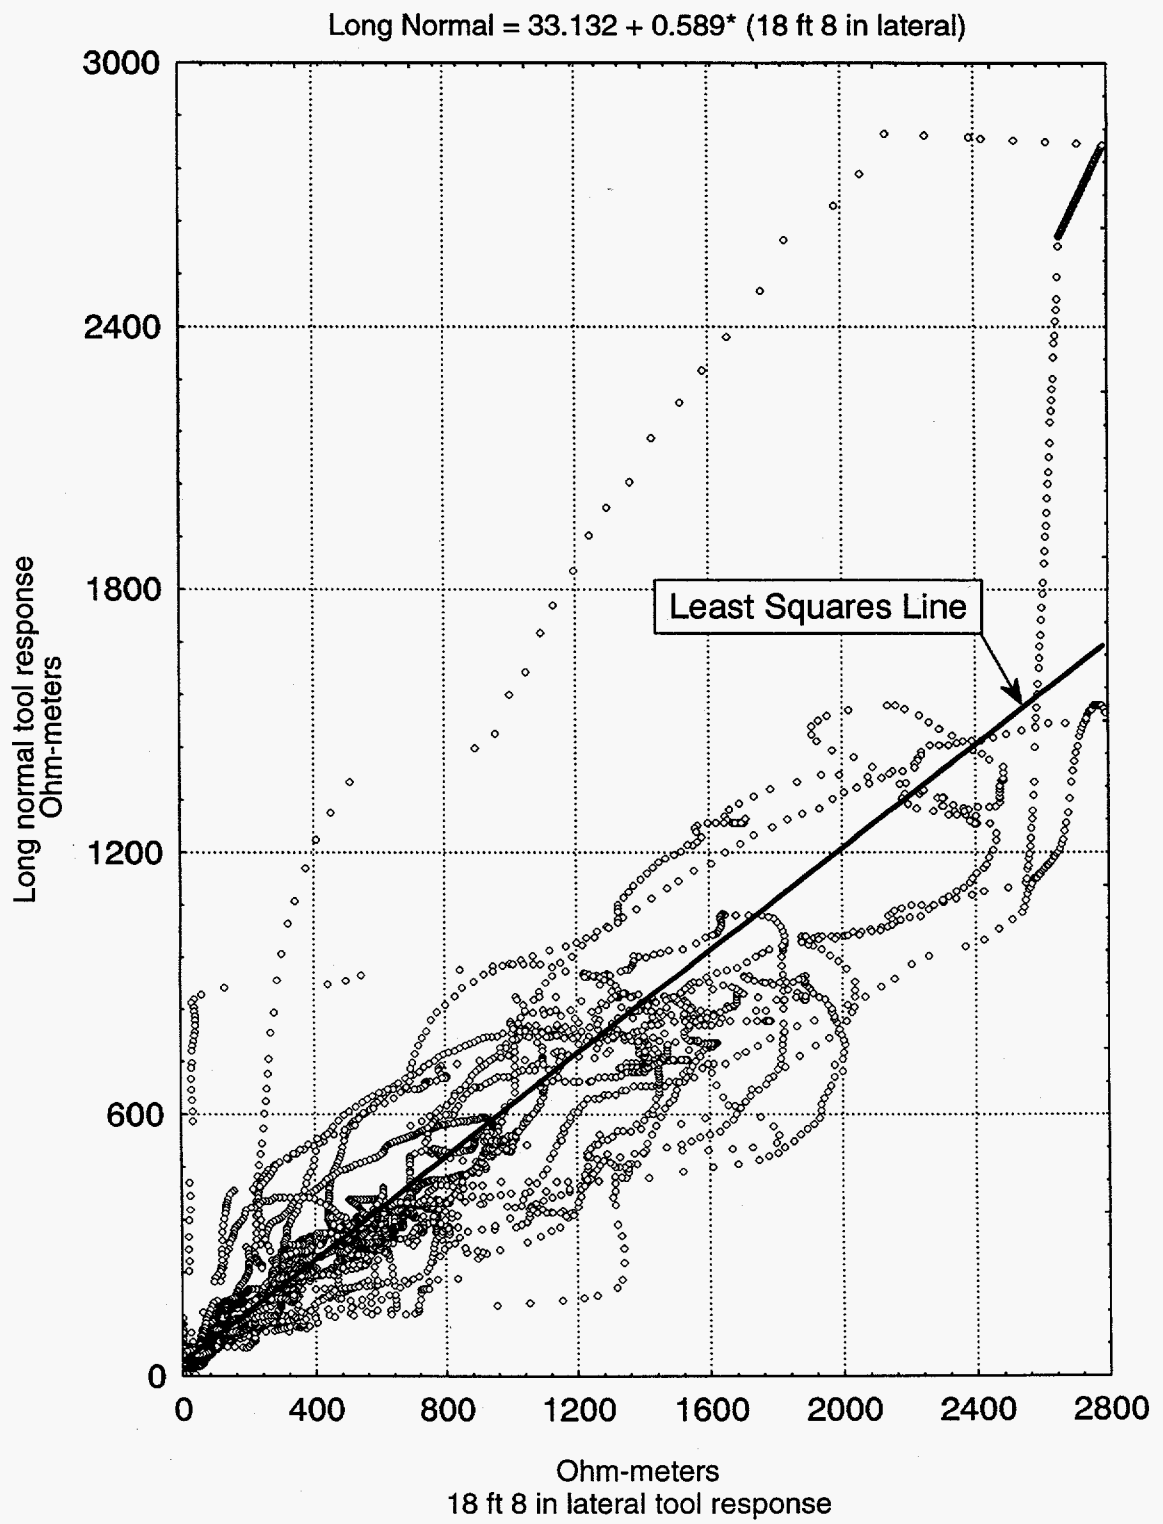 Long Normal = 33.132 + 0.589* (18 ft 8 in lateral)
3000
2400
1800
1200
600
0
Long normal tool response
Ohm-meters
Least Squares Line
0 400 800 1200 1600 2000 2400 2800
Ohm-meters
18 ft 8 in lateral tool response